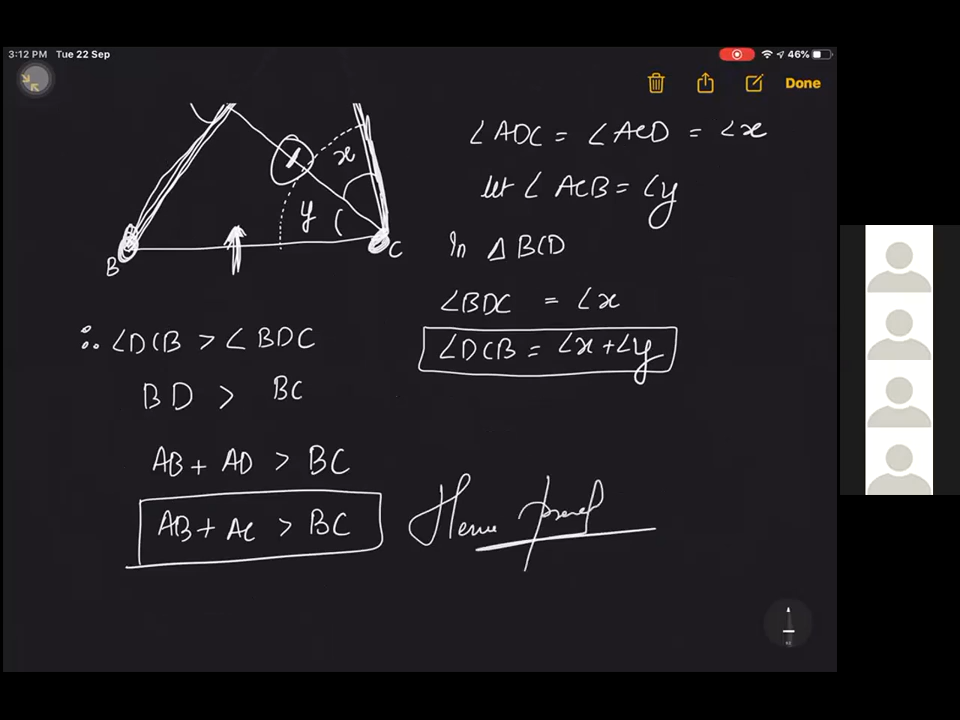 3:12 PM Tue 22 Sep
46%
Done
x
y
B
C
∠ADC = ∠ACD = ∠x
let ∠ACB = ∠y
In △BCD
∠BDC = ∠x
∠DCB = ∠x + ∠y
∴ ∠DCB > ∠BDC
BD > BC
AB + AD > BC
AB + AC > BC
Hence proved